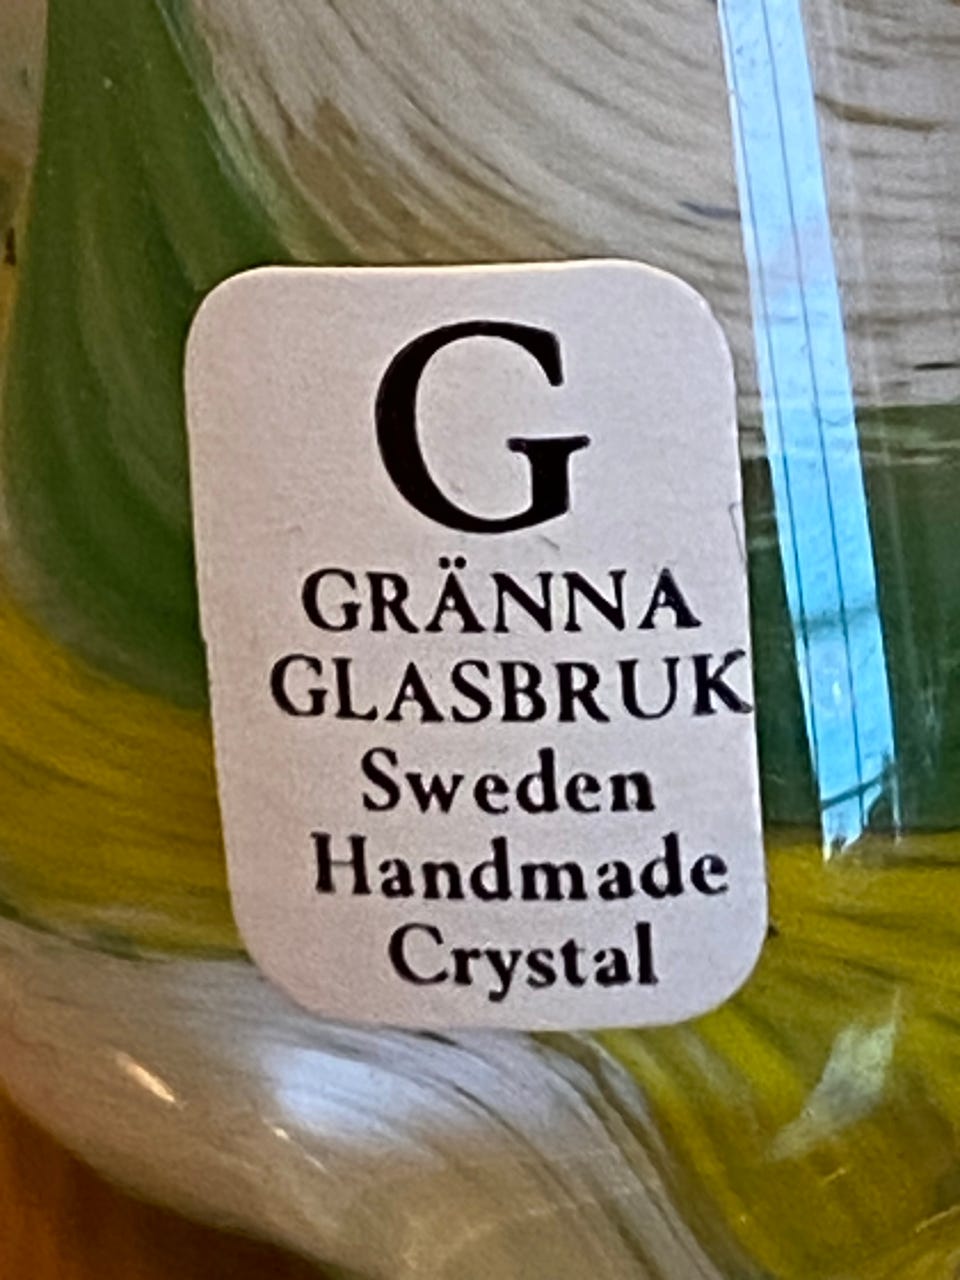 G
GRÄNNA
GLASBRUK
Sweden
Handmade
Crystal